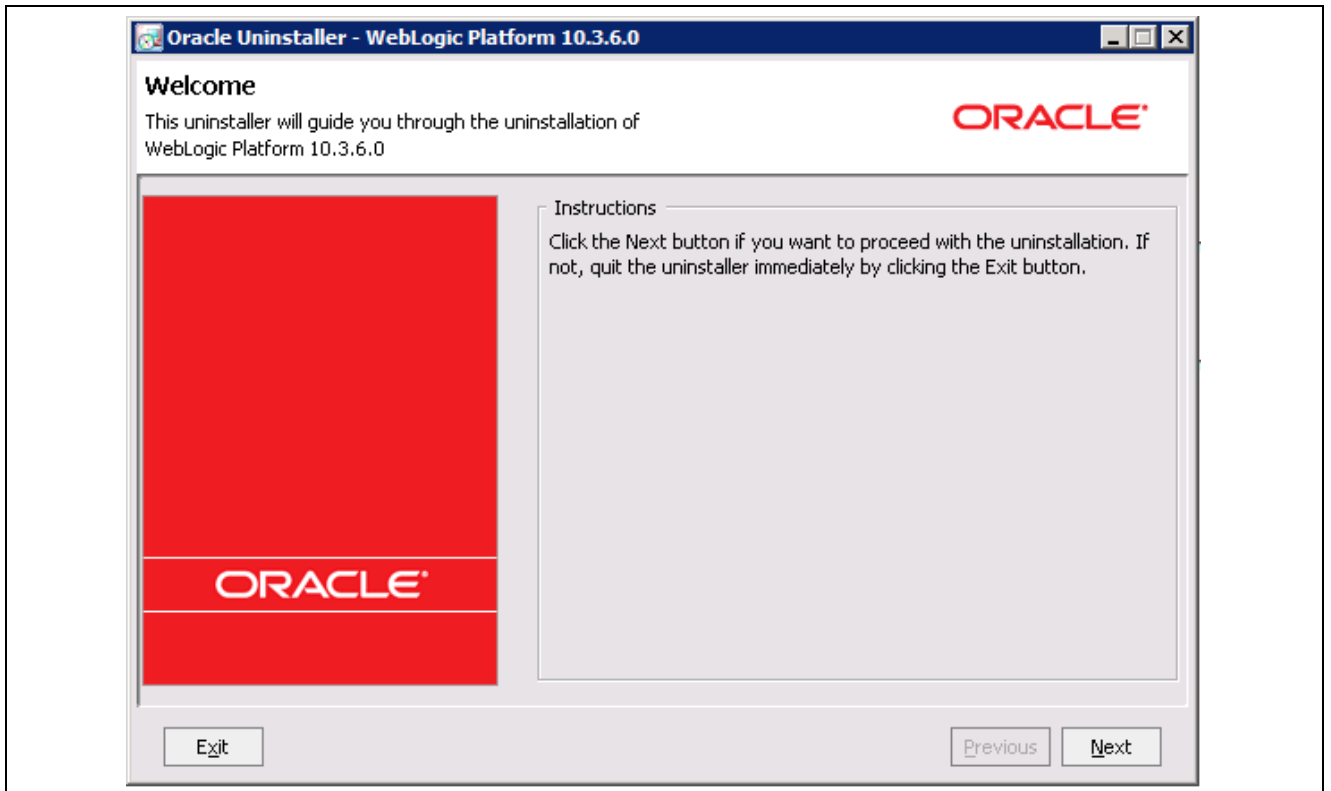 Oracle Uninstaller - WebLogic Platform 10.3.6.0
Welcome
This uninstaller will guide you through the uninstallation of
WebLogic Platform 10.3.6.0
ORACLE
Instructions
Click the Next button if you want to proceed with the uninstallation. If
not, quit the uninstaller immediately by clicking the Exit button.
ORACLE
Exit
Previous
Next